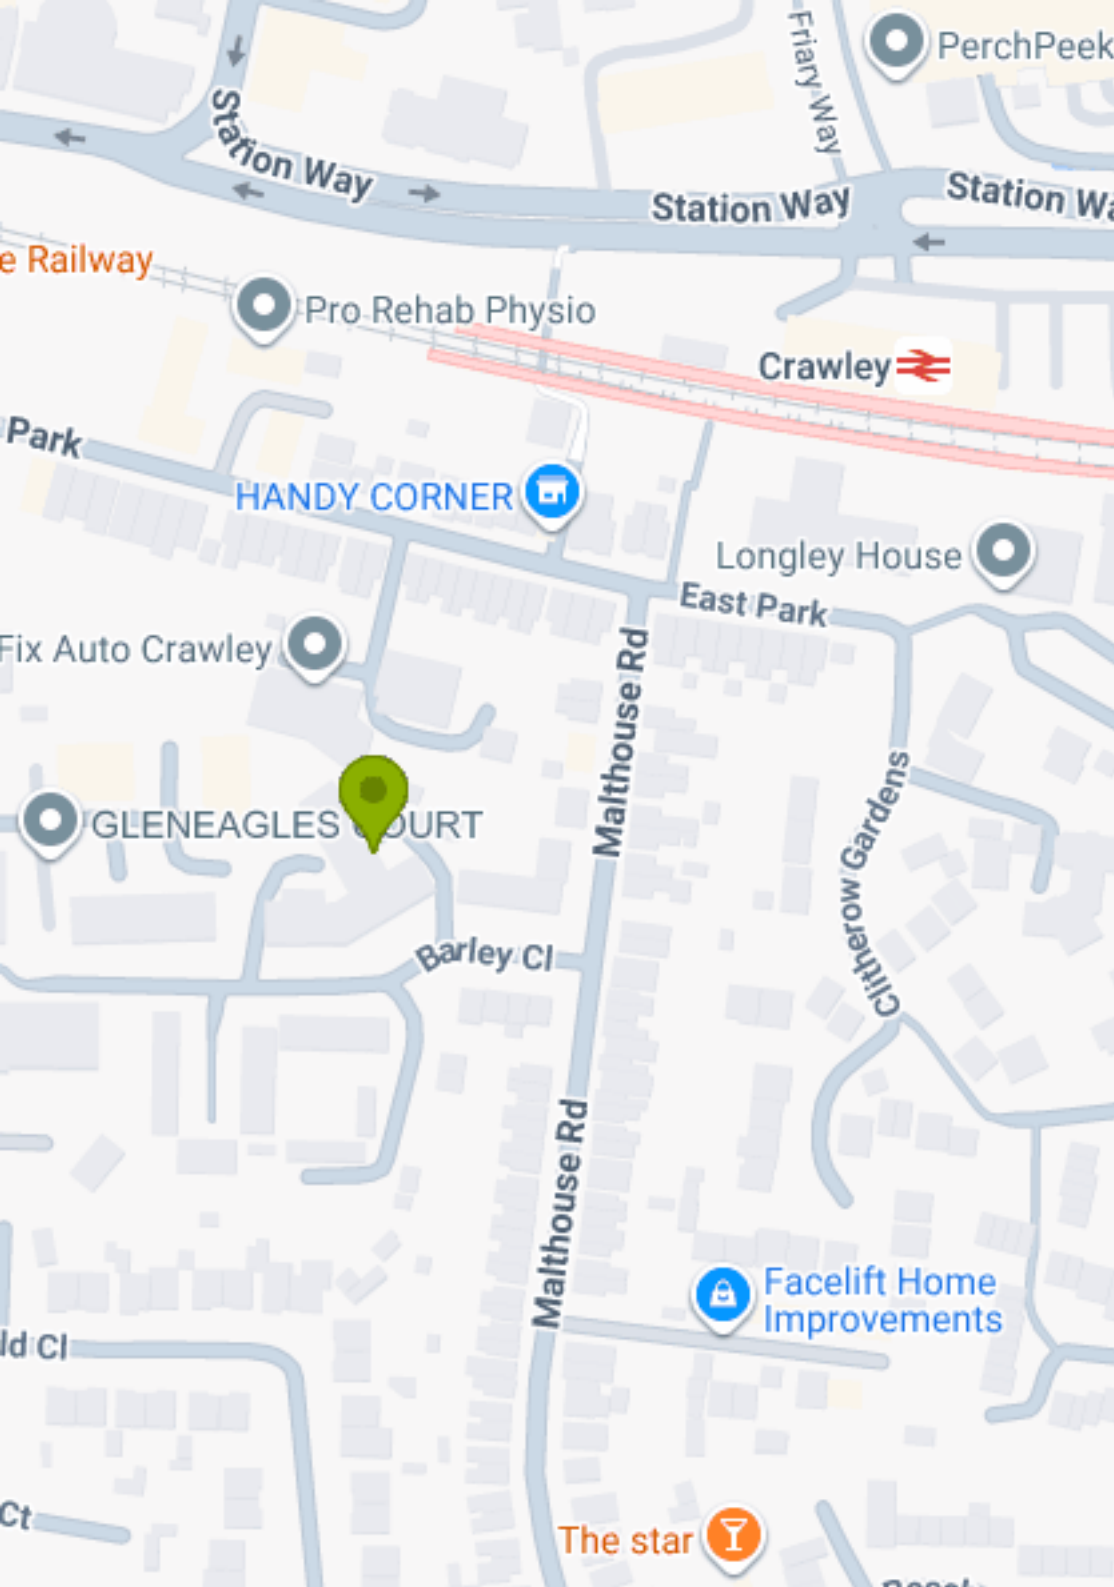 Friary Way
PerchPeek
Station Way
Station Way
Station Wa
e Railway
Pro Rehab Physio
Crawley
Park
HANDY CORNER
Longley House
East Park
Fix Auto Crawley
Malthouse Rd
GLENEAGLES COURT
Clitherow Gardens
Barley Cl
Malthouse Rd
Facelift Home
Improvements
ld Cl
Ct
The star